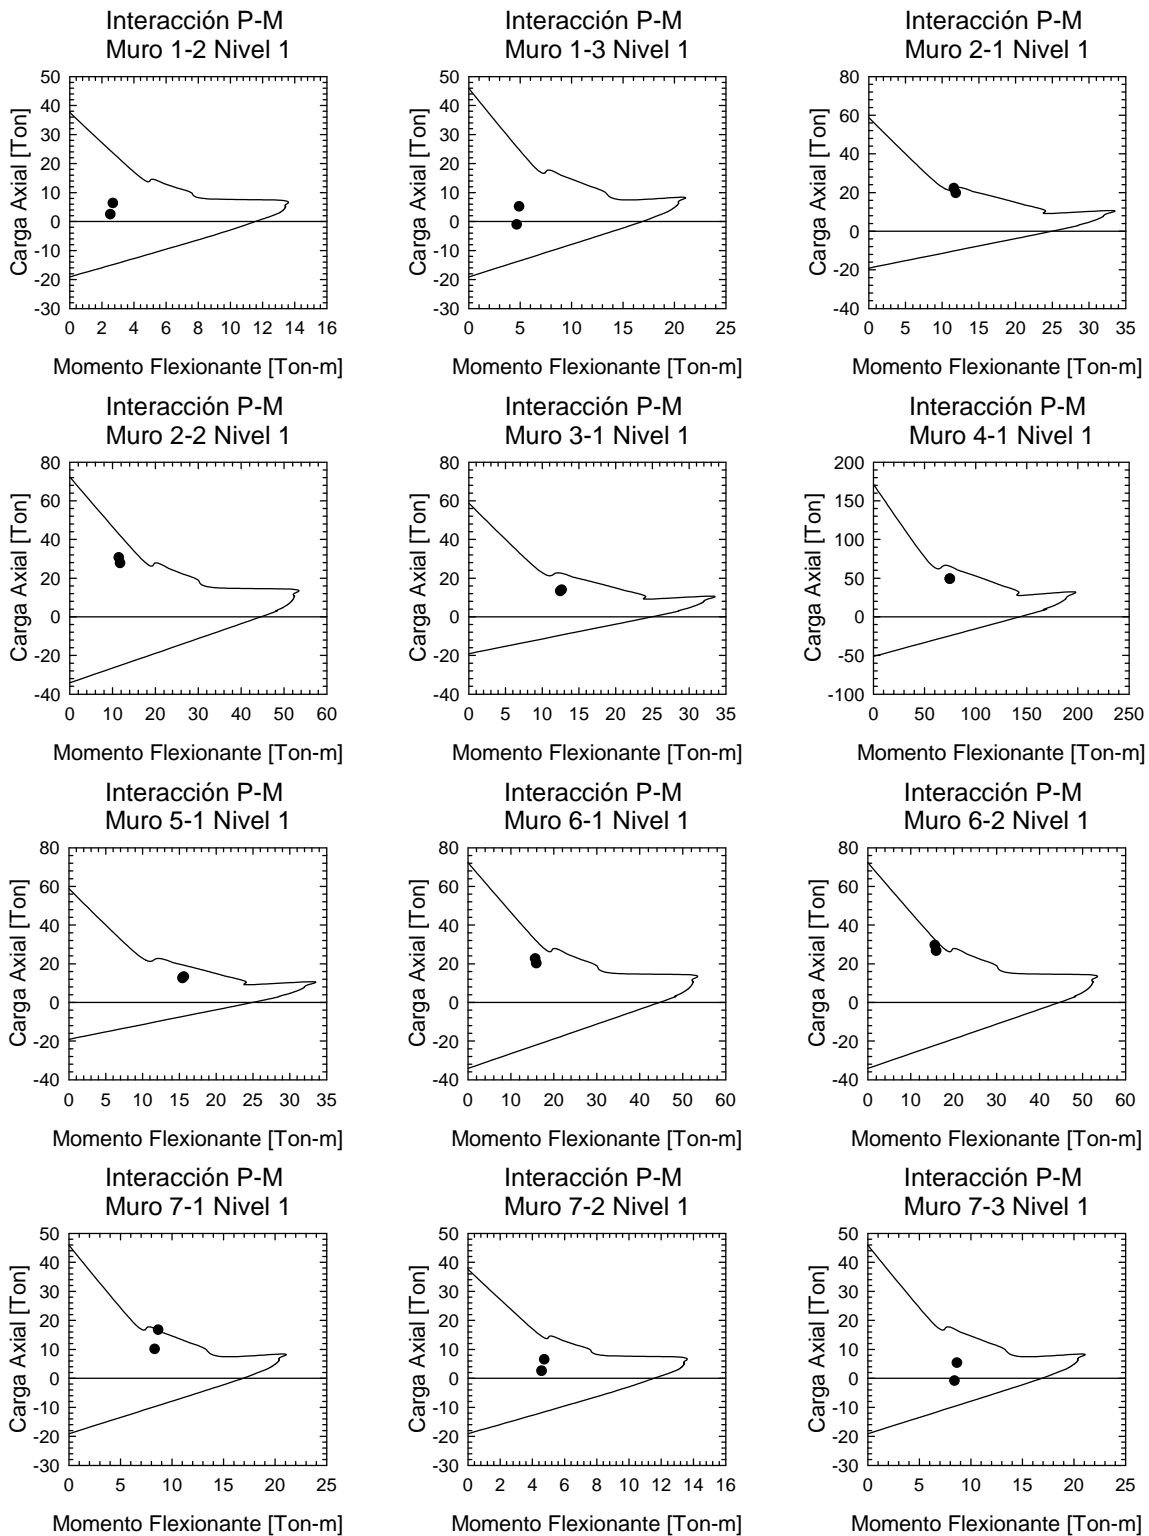 Interacción P-M
Muro 1-2 Nivel 1
Carga Axial [Ton]
50
40
30
20
10
0
-10
-20
-30
0 2 4 6 8 10 12 14 16
Momento Flexionante [Ton-m]
Interacción P-M
Muro 1-3 Nivel 1
Carga Axial [Ton]
50
40
30
20
10
0
-10
-20
-30
0 5 10 15 20 25
Momento Flexionante [Ton-m]
Interacción P-M
Muro 2-1 Nivel 1
Carga Axial [Ton]
80
60
40
20
0
-20
-40
0 5 10 15 20 25 30 35
Momento Flexionante [Ton-m]
Interacción P-M
Muro 2-2 Nivel 1
Carga Axial [Ton]
80
60
40
20
0
-20
-40
0 10 20 30 40 50 60
Momento Flexionante [Ton-m]
Interacción P-M
Muro 3-1 Nivel 1
Carga Axial [Ton]
80
60
40
20
0
-20
-40
0 5 10 15 20 25 30 35
Momento Flexionante [Ton-m]
Interacción P-M
Muro 4-1 Nivel 1
Carga Axial [Ton]
200
150
100
50
0
-50
-100
0 50 100 150 200 250
Momento Flexionante [Ton-m]
Interacción P-M
Muro 5-1 Nivel 1
Carga Axial [Ton]
80
60
40
20
0
-20
-40
0 5 10 15 20 25 30 35
Momento Flexionante [Ton-m]
Interacción P-M
Muro 6-1 Nivel 1
Carga Axial [Ton]
80
60
40
20
0
-20
-40
0 10 20 30 40 50 60
Momento Flexionante [Ton-m]
Interacción P-M
Muro 6-2 Nivel 1
Carga Axial [Ton]
80
60
40
20
0
-20
-40
0 10 20 30 40 50 60
Momento Flexionante [Ton-m]
Interacción P-M
Muro 7-1 Nivel 1
Carga Axial [Ton]
50
40
30
20
10
0
-10
-20
-30
0 5 10 15 20 25
Momento Flexionante [Ton-m]
Interacción P-M
Muro 7-2 Nivel 1
Carga Axial [Ton]
50
40
30
20
10
0
-10
-20
-30
0 2 4 6 8 10 12 14 16
Momento Flexionante [Ton-m]
Interacción P-M
Muro 7-3 Nivel 1
Carga Axial [Ton]
50
40
30
20
10
0
-10
-20
-30
0 5 10 15 20 25
Momento Flexionante [Ton-m]